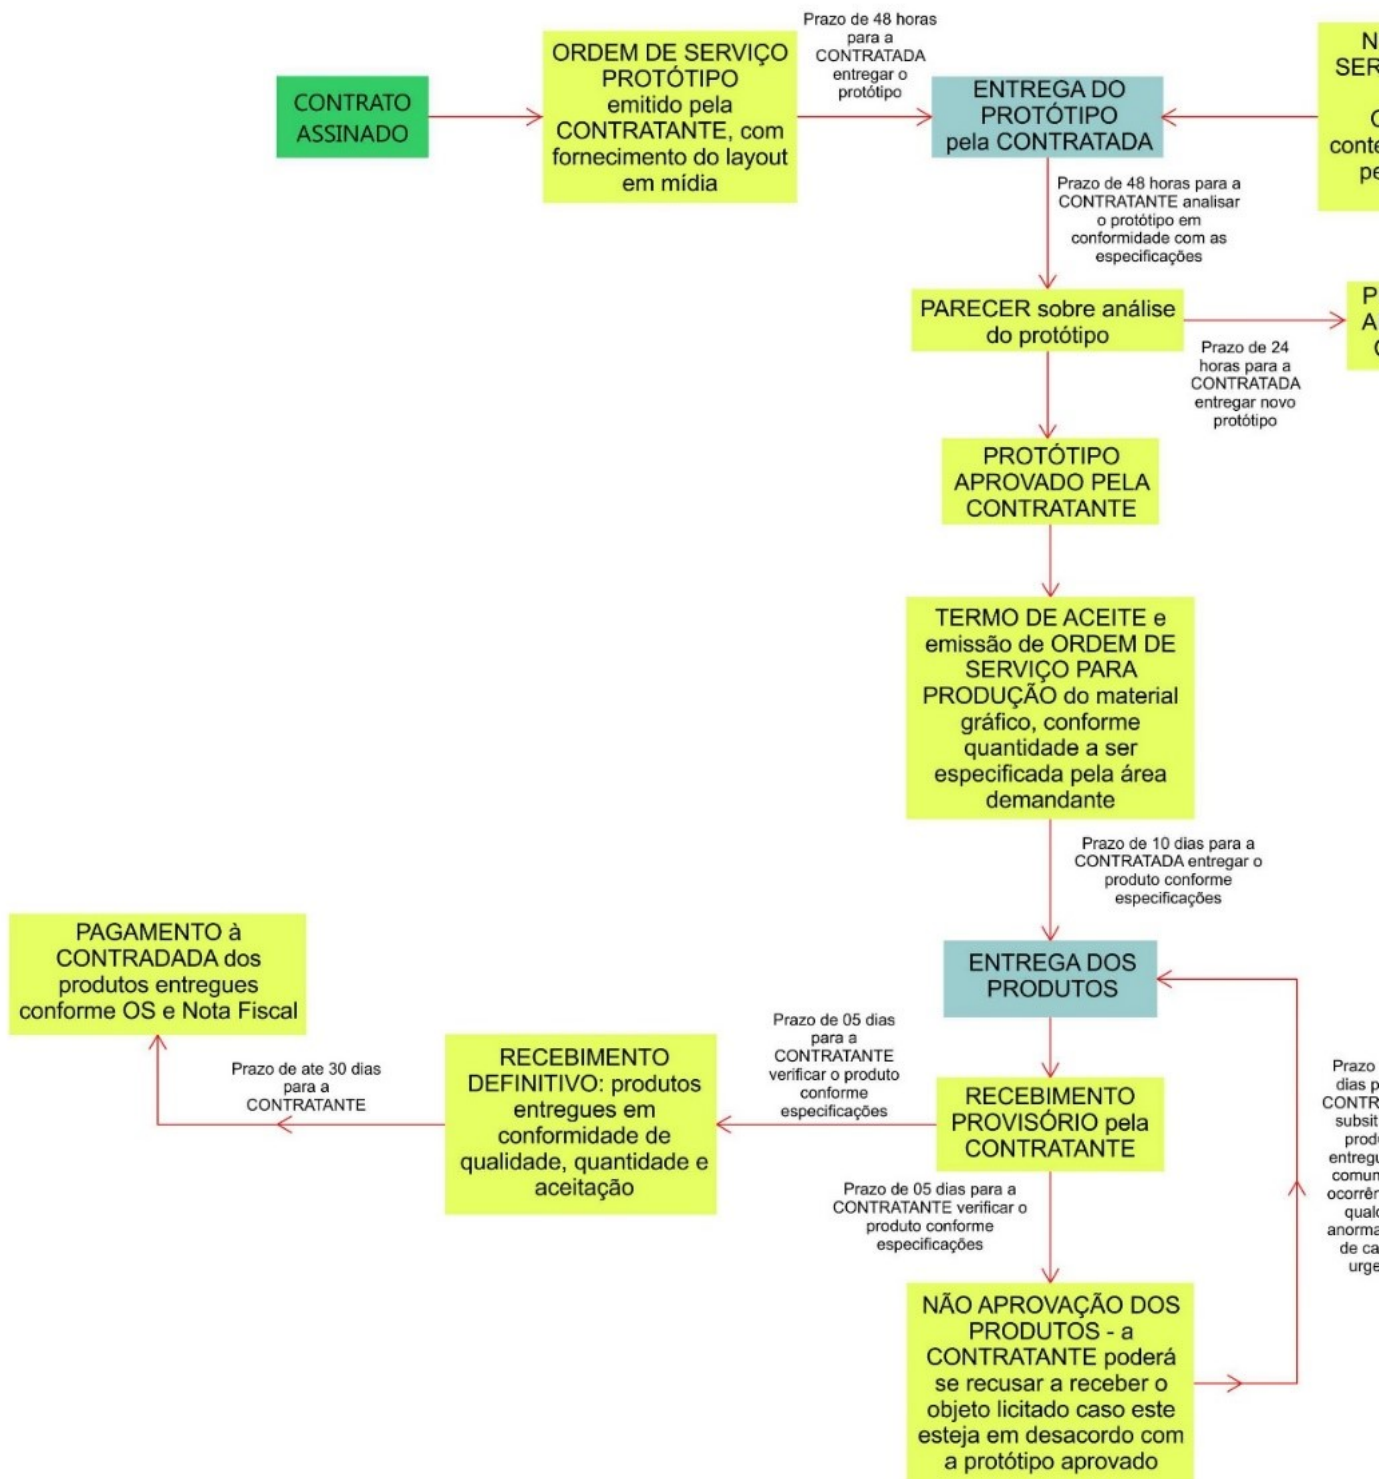 CONTRATO
ASSINADO
ORDEM DE SERVIÇO
PROTÓTIPO
emitido pela
CONTRATANTE, com
fornecimento do layout
em mídia
Prazo de 48 horas
para a
CONTRATADA
entregar o
protótipo
ENTREGA DO
PROTÓTIPO
pela CONTRATADA
Prazo de 48 horas para a
CONTRATANTE analisar
o protótipo em
conformidade com as
especificações
PARECER sobre análise
do protótipo
Prazo de 24
horas para a
CONTRATADA
entregar novo
protótipo
PROTÓTIPO
APROVADO PELA
CONTRATANTE
TERMO DE ACEITE e
emissão de ORDEM DE
SERVIÇO PARA
PRODUÇÃO do material
gráfico, conforme
quantidade a ser
especificada pela área
demandante
Prazo de 10 dias para a
CONTRATADA entregar o
produto conforme
especificações
ENTREGA DOS
PRODUTOS
RECEBIMENTO
PROVISÓRIO pela
CONTRATANTE
Prazo de 05 dias
para a
CONTRATANTE
verificar o produto
conforme
especificações
RECEBIMENTO
DEFINITIVO: produtos
entregues em
conformidade de
qualidade, quantidade e
aceitação
Prazo de ate 30 dias
para a
CONTRATANTE
PAGAMENTO à
CONTRADADA dos
produtos entregues
conforme OS e Nota Fiscal
Prazo de 05 dias para a
CONTRATANTE verificar o
produto conforme
especificações
NÃO APROVAÇÃO DOS
PRODUTOS - a
CONTRATANTE poderá
se recusar a receber o
objeto licitado caso este
esteja em desacordo com
a protótipo aprovado
Prazo
dias